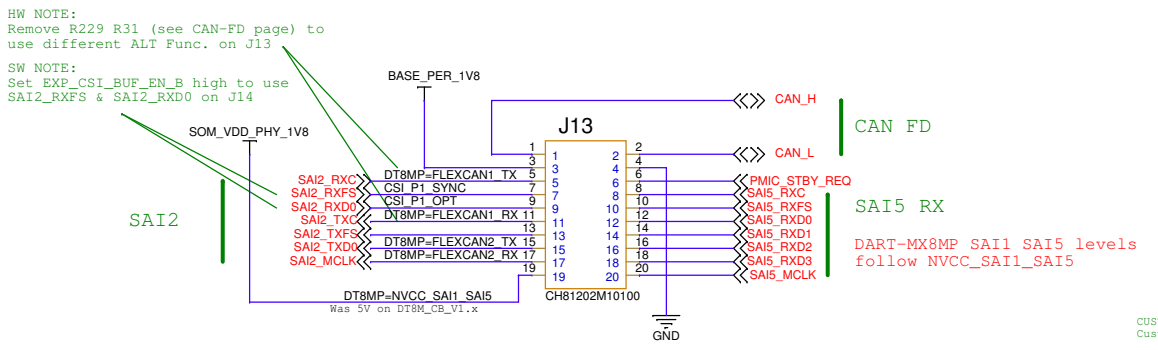 HW NOTE:
Remove R229 R31 (see CAN-FD page) to
use different ALT Func. on J13
SW NOTE:
Set EXP_CSI_BUF_EN_B high to use
SAI2_RXFS & SAI2_RXD0 on J14
BASE_PER_1V8
SOM_VDD_PHY_1V8
J13
CAN_H
CAN FD
CAN_L
1 1 2 2
3 3 4 4
SAI2_RXC DT8MP=FLEXCAN1_TX 5 5 6 6 PMIC_STBY_REQ
SAI2_RXFS CSI_P1_SYNC 7 7 8 8 SAI5_RXC
SAI2_RXD0 CSI_P1_OPT 9 9 10 10 SAI5_RXFS
SAI2_TXC DT8MP=FLEXCAN1_RX 11 11 12 12 SAI5_RXD0
SAI2_TXFS 13 13 14 14 SAI5_RXD1
SAI2_TXD0 DT8MP=FLEXCAN2_TX 15 15 16 16 SAI5_RXD2
SAI2_MCLK DT8MP=FLEXCAN2_RX 17 17 18 18 SAI5_RXD3
19 19 20 20 SAI5_MCLK
SAI2
SAI5 RX
DART-MX8MP SAI1 SAI5 levels
follow NVCC_SAI1_SAI5
DT8MP=NVCC_SAI1_SAI5
Was 5V on DT8M_CB_V1.x
CH81202M10100
GND
CUS
Cus